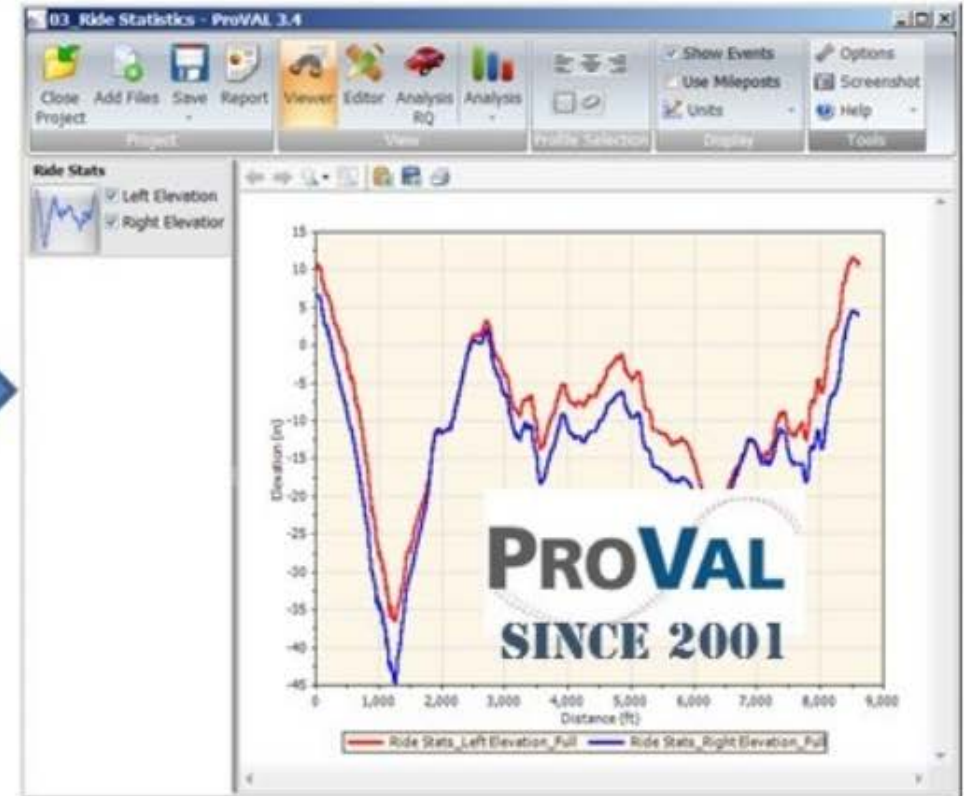 03_Ride Statistics - ProVAL 3.4
Close Project
Add Files
Save
Report
Viewer
Editor
Analysis RQ
Analysis
Show Events
Use Mileposts
Units
Options
Screenshot
Help
Project
View
Profile Selection
Display
Tools
Ride Stats
Left Elevation
Right Elevation
15
10
5
0
-5
-10
-15
-20
-25
-30
-35
-40
-45
Elevation (in)
0
1,000
2,000
3,000
4,000
5,000
6,000
7,000
8,000
9,000
Distance (ft)
Ride Stats_Left Elevation_Full
Ride Stats_Right Elevation_Full
PROVAL
SINCE 2001